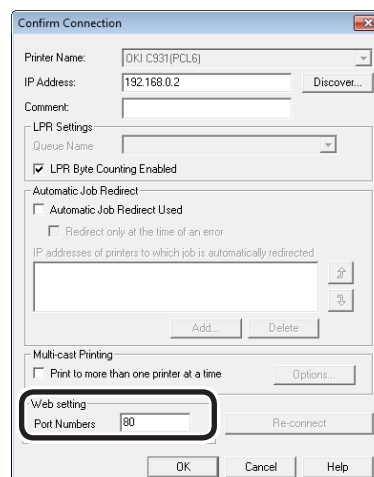 Confirm Connection
Printer Name: OKI C931(PCL6)
IP Address: 192.168.0.2 Discover...
Comment:
LPR Settings
Queue Name
LPR Byte Counting Enabled
Automatic Job Redirect
Automatic Job Redirect Used
Redirect only at the time of an error
IP addresses of printers to which job is automatically redirected
Add... Delete
Multi-cast Printing
Print to more than one printer at a time Options...
Web setting
Port Numbers 80 Re-connect
OK Cancel Help